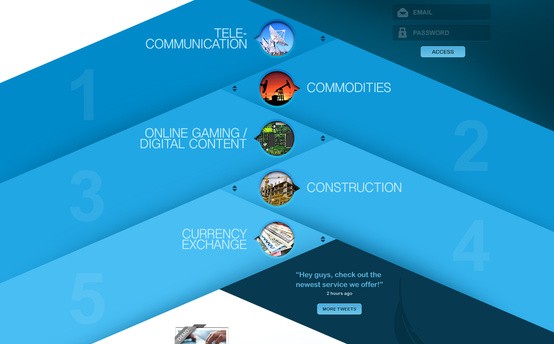 EMAIL
PASSWORD
ACCESS
TELE-
COMMUNICATION
1
COMMODITIES
ONLINE GAMING /
DIGITAL CONTENT
2
3
CONSTRUCTION
CURRENCY
EXCHANGE
4
5
“Hey guys, check out the
newest service we offer!”
2 hours ago
MORE TWEETS